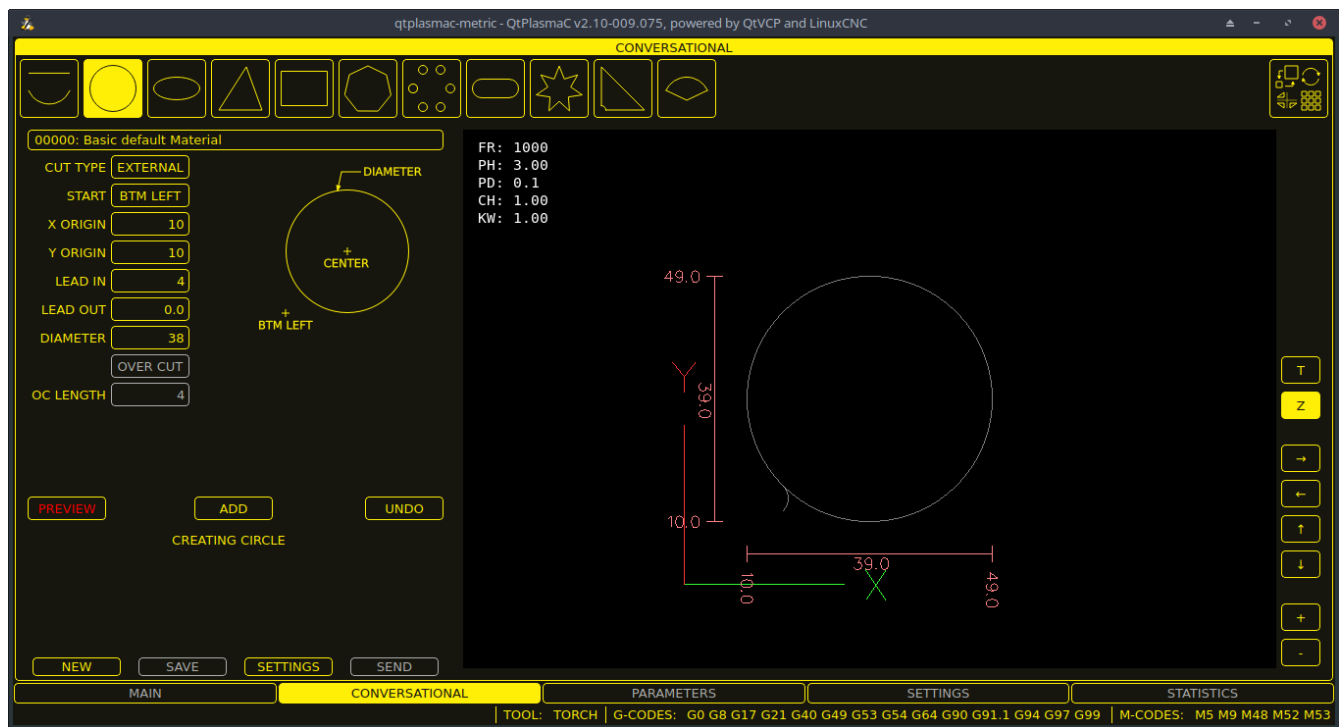 qtplasmac-metric - QtPlasmaC v2.10-009.075, powered by QtVCP and LinuxCNC
CONVERSATIONAL
00000: Basic default Material
CUT TYPE EXTERNAL
START BTM LEFT
X ORIGIN 10
Y ORIGIN 10
LEAD IN 4
LEAD OUT 0.0
DIAMETER 38
OVER CUT
OC LENGTH 4
DIAMETER
CENTER
BTM LEFT
PREVIEW ADD UNDO
CREATING CIRCLE
NEW SAVE SETTINGS SEND
FR: 1000
PH: 3.00
PD: 0.1
CH: 1.00
KW: 1.00
49.0
Y
39.0
10.0
39.0
X
10.0
49.0
T
Z
→
←
↑
↓
+
-
MAIN CONVERSATIONAL PARAMETERS SETTINGS STATISTICS
TOOL: TORCH G-CODES: G0 G8 G17 G21 G40 G49 G53 G54 G64 G90 G91.1 G94 G97 G99 M-CODES: M5 M9 M48 M52 M53